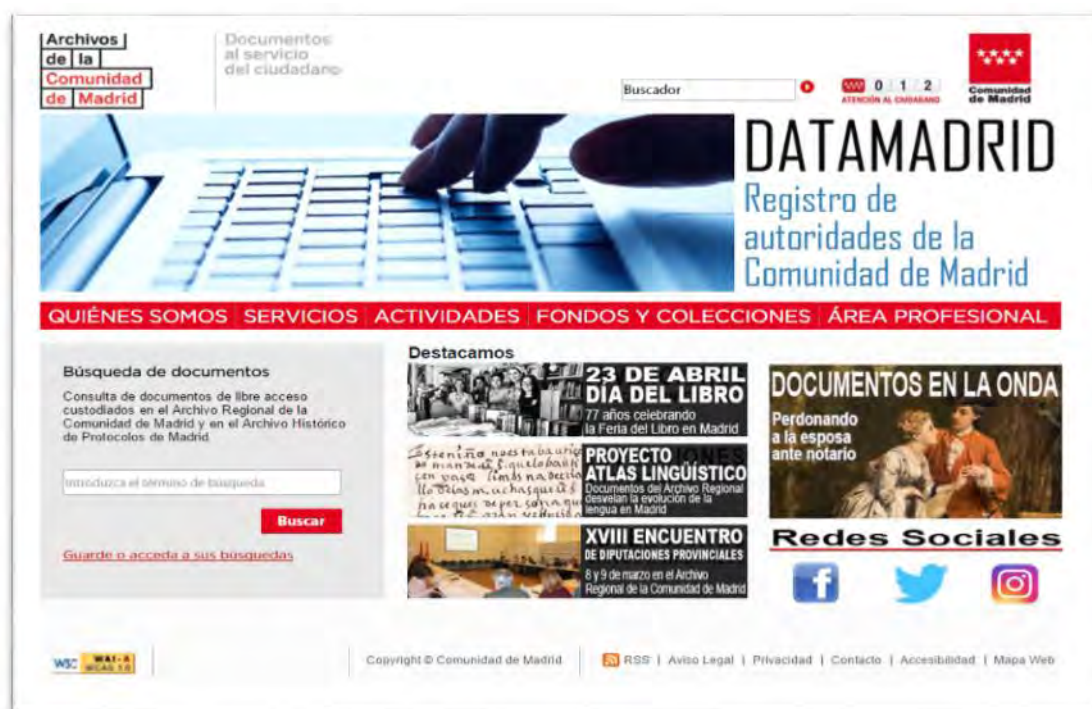 Archivos
de la
Comunidad
de Madrid
Documentos
al servicio
del ciudadano
Buscador
012
ATENCIÓN AL CIUDADANO
Comunidad
de Madrid
DATAMADRID
Registro de
autoridades de la
Comunidad de Madrid
QUIÉNES SOMOS SERVICIOS ACTIVIDADES FONDOS Y COLECCIONES ÁREA PROFESIONAL
Búsqueda de documentos
Consulta de documentos de libre acceso
custodiados en el Archivo Regional de la
Comunidad de Madrid y en el Archivo Histórico
de Protocolos de Madrid
Introduzca el término de búsqueda
Buscar
Guarde o acceda a sus búsquedas
Destacamos
23 DE ABRIL
DÍA DEL LIBRO
77 años celebrando
la Feria del Libro en Madrid
PROYECTO
ATLAS LINGÜÍSTICO
Documentos del Archivo Regional
desvelan la evolución de la
lengua en Madrid
XVIII ENCUENTRO
DE DIPUTACIONES PROVINCIALES
8 y 9 de marzo en el Archivo
Regional de la Comunidad de Madrid
DOCUMENTOS EN LA ONDA
Perdonando
a la esposa
ante notario
Redes Sociales
W3C WAI-A
WCAG 1.0
Copyright © Comunidad de Madrid
RSS | Aviso Legal | Privacidad | Contacto | Accesibilidad | Mapa Web